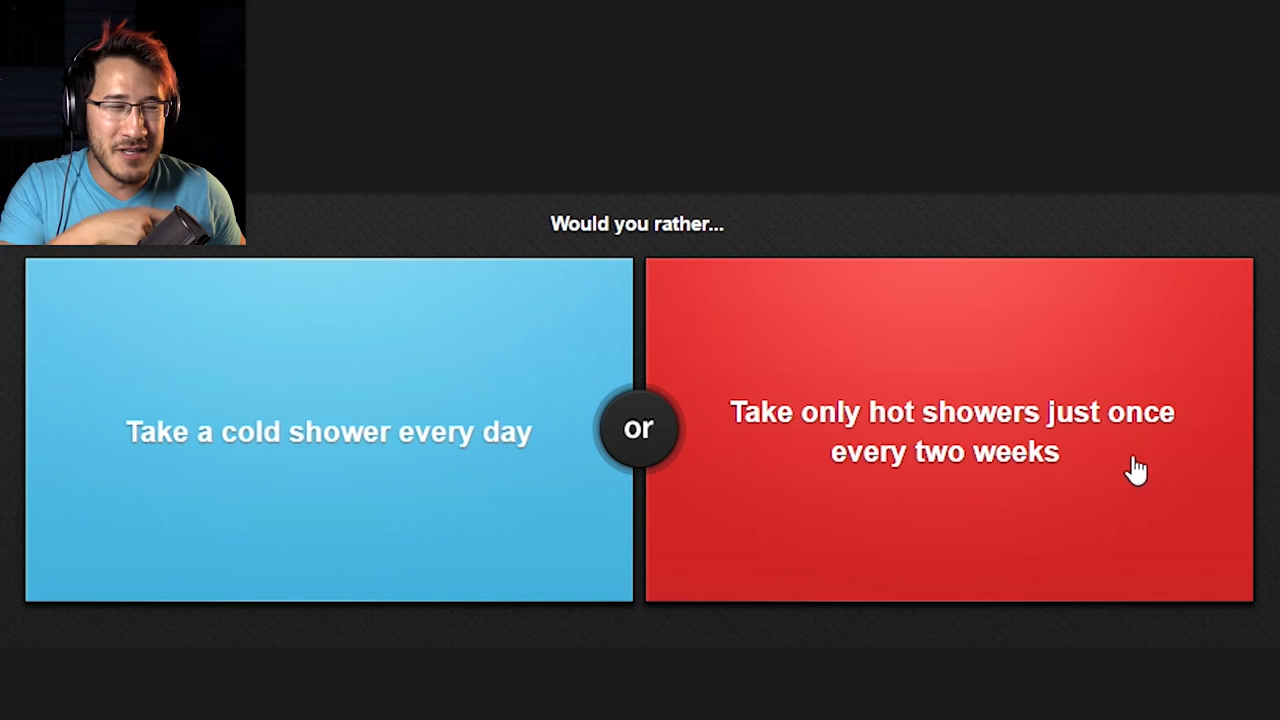 Would you rather...
Take a cold shower every day
or
Take only hot showers just once
every two weeks